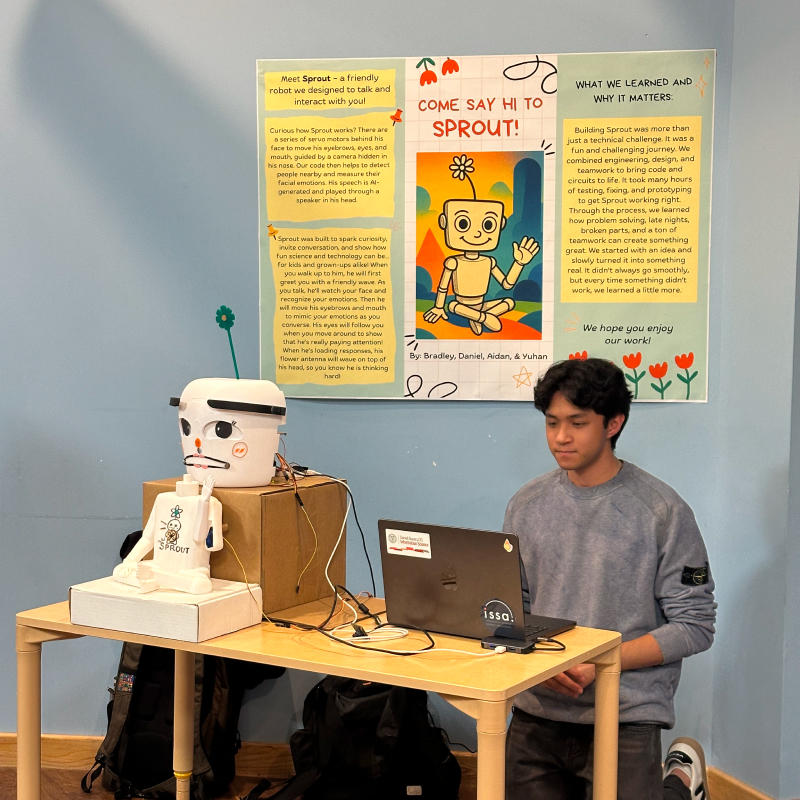 Meet Sprout - a friendly
robot we designed to talk and
interact with you!
Curious how Sprout works? There are
a series of servo motors behind his
face to move his eyebrows, eyes, and
mouth, guided by a camera hidden in
his nose. Our code then helps to detect
people nearby and measure their
facial emotions. His speech is AI-
generated and played through a
speaker in his head.
Sprout was built to spark curiosity,
invite conversation, and show how
fun science and technology can be...
for kids and grown-ups alike! When
you walk up to him, he will first
greet you with a friendly wave. As
you talk, he'll watch your face and
recognize your emotions. Then he
will move his eyebrows and mouth
to mimic your emotions as you
converse. His eyes will follow you
when you move around to show
that he's really paying attention!
When he's loading responses, his
flower antenna will wave on top of
his head, so you know he is thinking
hard!
COME SAY HI TO
SPROUT!
By: Bradley, Daniel, Aidan, & Yuhan
WHAT WE LEARNED AND
WHY IT MATTERS:
Building Sprout was more than
just a technical challenge. It was a
fun and challenging journey. We
combined engineering, design, and
teamwork to bring code and
circuits to life. It took many hours
of testing, fixing, and prototyping
to get Sprout working right.
Through the process, we learned
how problem solving, late nights,
broken parts, and a ton of
teamwork can create something
great. We started with an idea and
slowly turned it into something
real. It didn't always go smoothly,
but every time something didn't
work, we learned a little more.
We hope you enjoy
our work!
SPROUT
Information Science
issa!